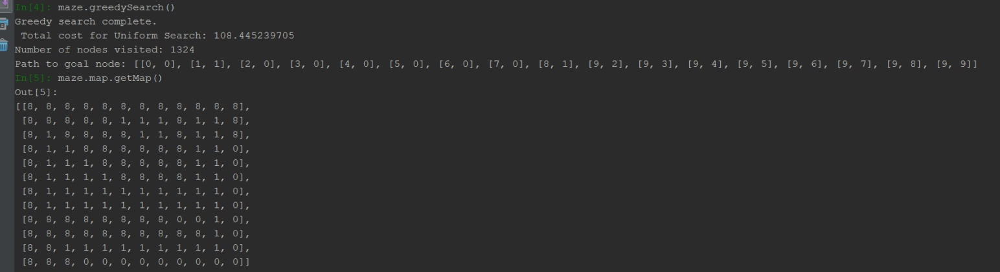 In[4]: maze.greedySearch()
Greedy search complete.
 Total cost for Uniform Search: 108.445239705
Number of nodes visited: 1324
Path to goal node: [[0, 0], [1, 1], [2, 0], [3, 0], [4, 0], [5, 0], [6, 0], [7, 0], [8, 1], [9, 2], [9, 3], [9, 4], [9, 5], [9, 6], [9, 7], [9, 8], [9, 9]]
In[5]: maze.map.getMap()
Out[5]:
[[8, 8, 8, 8, 8, 8, 8, 8, 8, 8, 8, 8],
 [8, 8, 8, 8, 8, 1, 1, 1, 8, 1, 1, 8],
 [8, 1, 8, 8, 8, 8, 1, 1, 8, 1, 1, 8],
 [8, 1, 1, 8, 8, 8, 8, 8, 8, 1, 1, 0],
 [8, 1, 1, 1, 8, 8, 8, 8, 8, 1, 1, 0],
 [8, 1, 1, 1, 1, 8, 8, 8, 8, 1, 1, 0],
 [8, 1, 1, 1, 1, 1, 1, 1, 1, 1, 1, 0],
 [8, 1, 1, 1, 1, 1, 1, 1, 1, 1, 1, 0],
 [8, 8, 8, 8, 8, 8, 8, 8, 0, 0, 1, 0],
 [8, 8, 8, 8, 8, 8, 8, 8, 8, 8, 1, 0],
 [8, 8, 1, 1, 1, 1, 1, 1, 1, 1, 1, 0],
 [8, 8, 8, 0, 0, 0, 0, 0, 0, 0, 0, 0]]